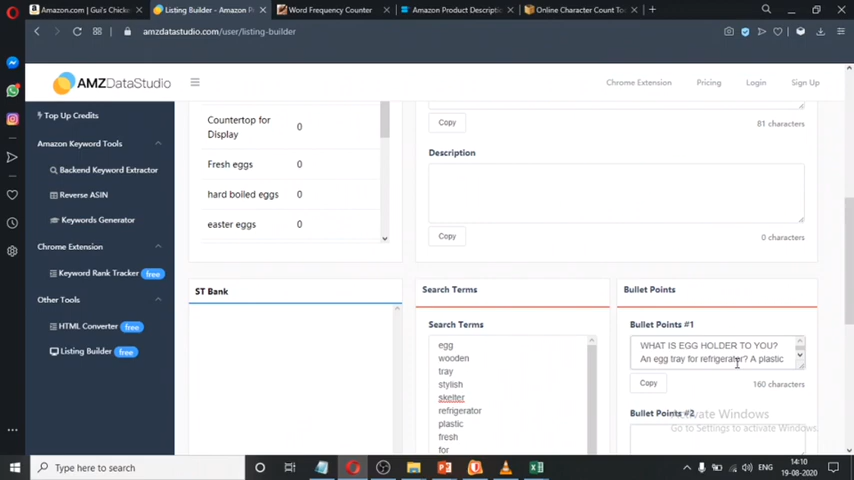 Amazon.com | Gui's Chicke
Listing Builder - Amazon P
Word Frequency Counter
Amazon Product Descripti
Online Character Count To
amzdatastudio.com/user/listing-builder
AMZDataStudio
Chrome Extension
Pricing
Login
Sign Up
Top Up Credits
Amazon Keyword Tools
Backend Keyword Extractor
Reverse ASIN
Keywords Generator
Chrome Extension
Keyword Rank Tracker free
Other Tools
HTML Converter free
Listing Builder free
Countertop for
Display
0
Fresh eggs 0
hard boiled eggs 0
easter eggs 0
Copy
81 characters
Description
Copy
0 characters
ST Bank
Search Terms
Search Terms
egg
wooden
tray
stylish
skelter
refrigerator
plastic
fresh
for
Bullet Points
Bullet Points #1
WHAT IS EGG HOLDER TO YOU?
An egg tray for refrigerator? A plastic
Copy
160 characters
Bullet Points #2
Activate Windows
Go to Settings to activate Windows.
Type here to search
ENG
14:10
19-08-2020